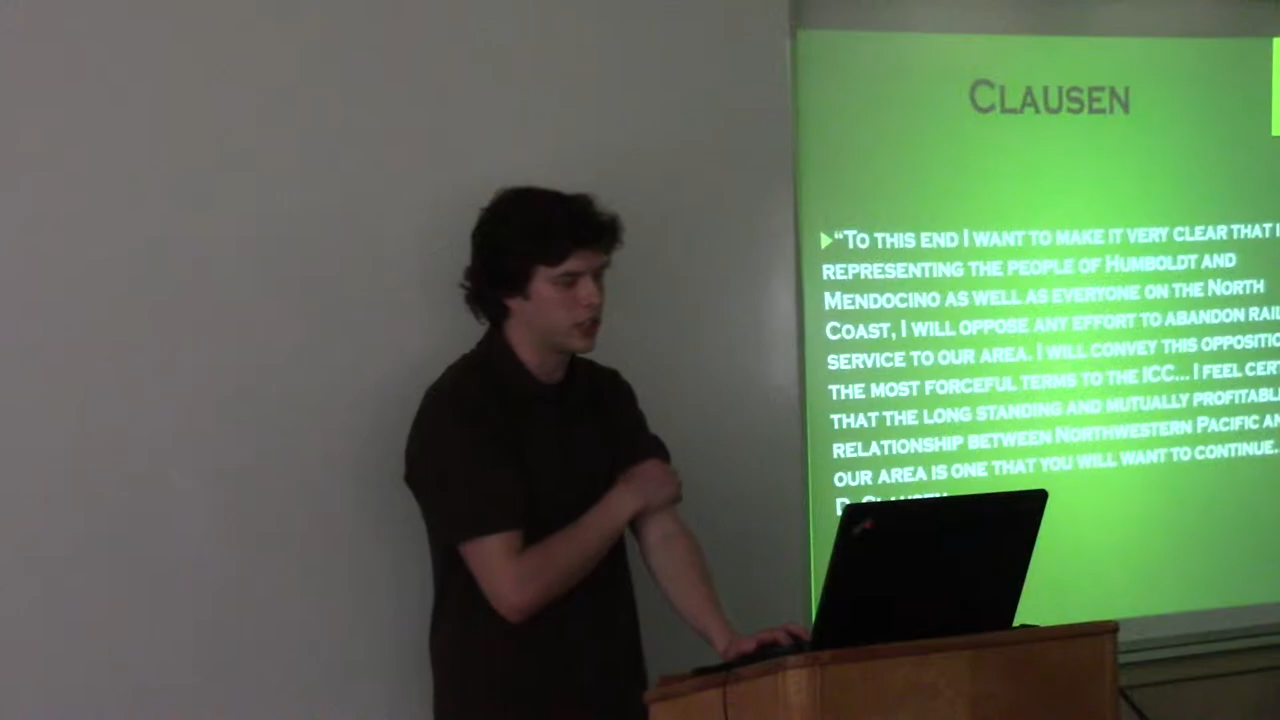 CLAUSEN
“TO THIS END I WANT TO MAKE IT VERY CLEAR THAT
REPRESENTING THE PEOPLE OF HUMBOLDT AND
MENDOCINO AS WELL AS EVERYONE ON THE NORTH
COAST, I WILL OPPOSE ANY EFFORT TO ABANDON
SERVICE TO OUR AREA. I WILL CONVEY THIS
THE MOST FORCEFUL TERMS TO THE ICC... I FEEL
THAT THE LONG STANDING AND MUTUALLY
RELATIONSHIP BETWEEN NORTHWESTERN PACIFIC
OUR AREA IS ONE THAT YOU WILL WANT TO CONTINUE.